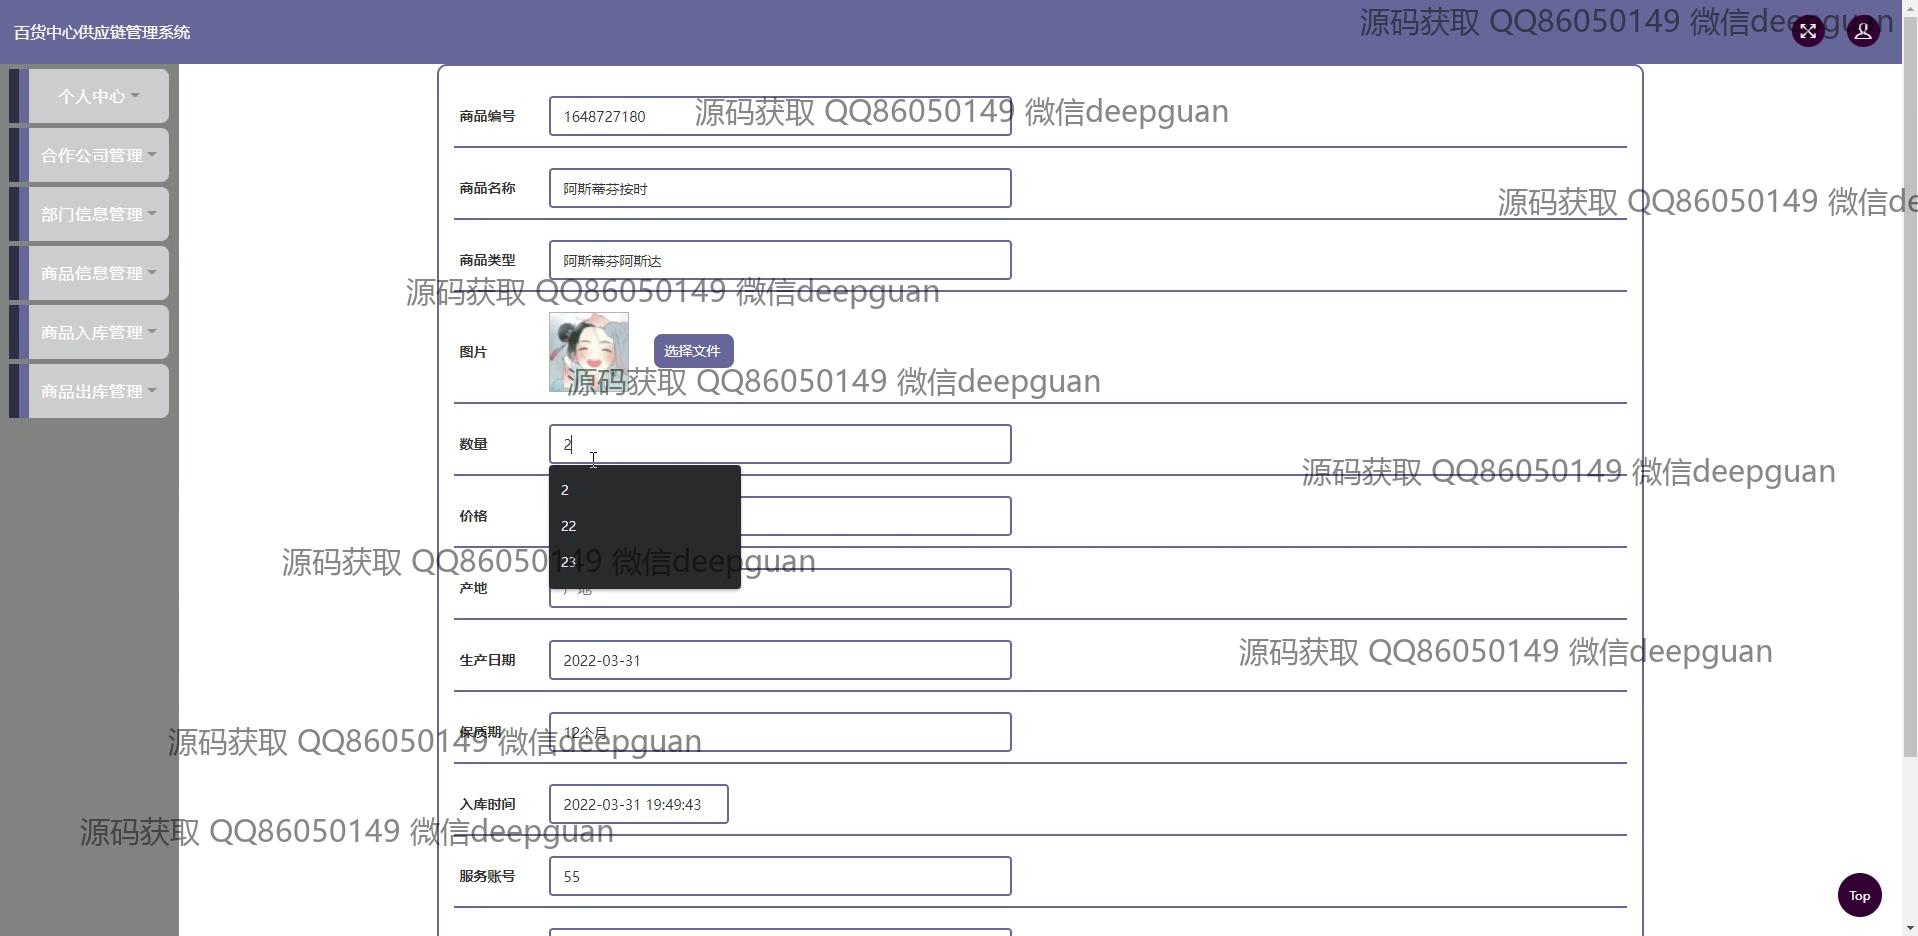 百货中心供应链管理系统
源码获取 QQ86050149 微信deepguan
个人中心
合作公司管理
部门信息管理
商品信息管理
商品入库管理
商品出库管理
商品编号 1648727180
源码获取 QQ86050149 微信deepguan
商品名称 阿斯蒂芬按时
源码获取 QQ86050149 微信de
商品类型 阿斯蒂芬阿斯达
源码获取 QQ86050149 微信deepguan
图片 选择文件
源码获取 QQ86050149 微信deepguan
数量 2
源码获取 QQ86050149 微信deepguan
2
22
23
价格
源码获取 QQ86050149 微信deepguan
产地 产地
源码获取 QQ86050149 微信deepguan
生产日期 2022-03-31
保质期 12个月
源码获取 QQ86050149 微信deepguan
入库时间 2022-03-31 19:49:43
源码获取 QQ86050149 微信deepguan
服务账号 55
Top